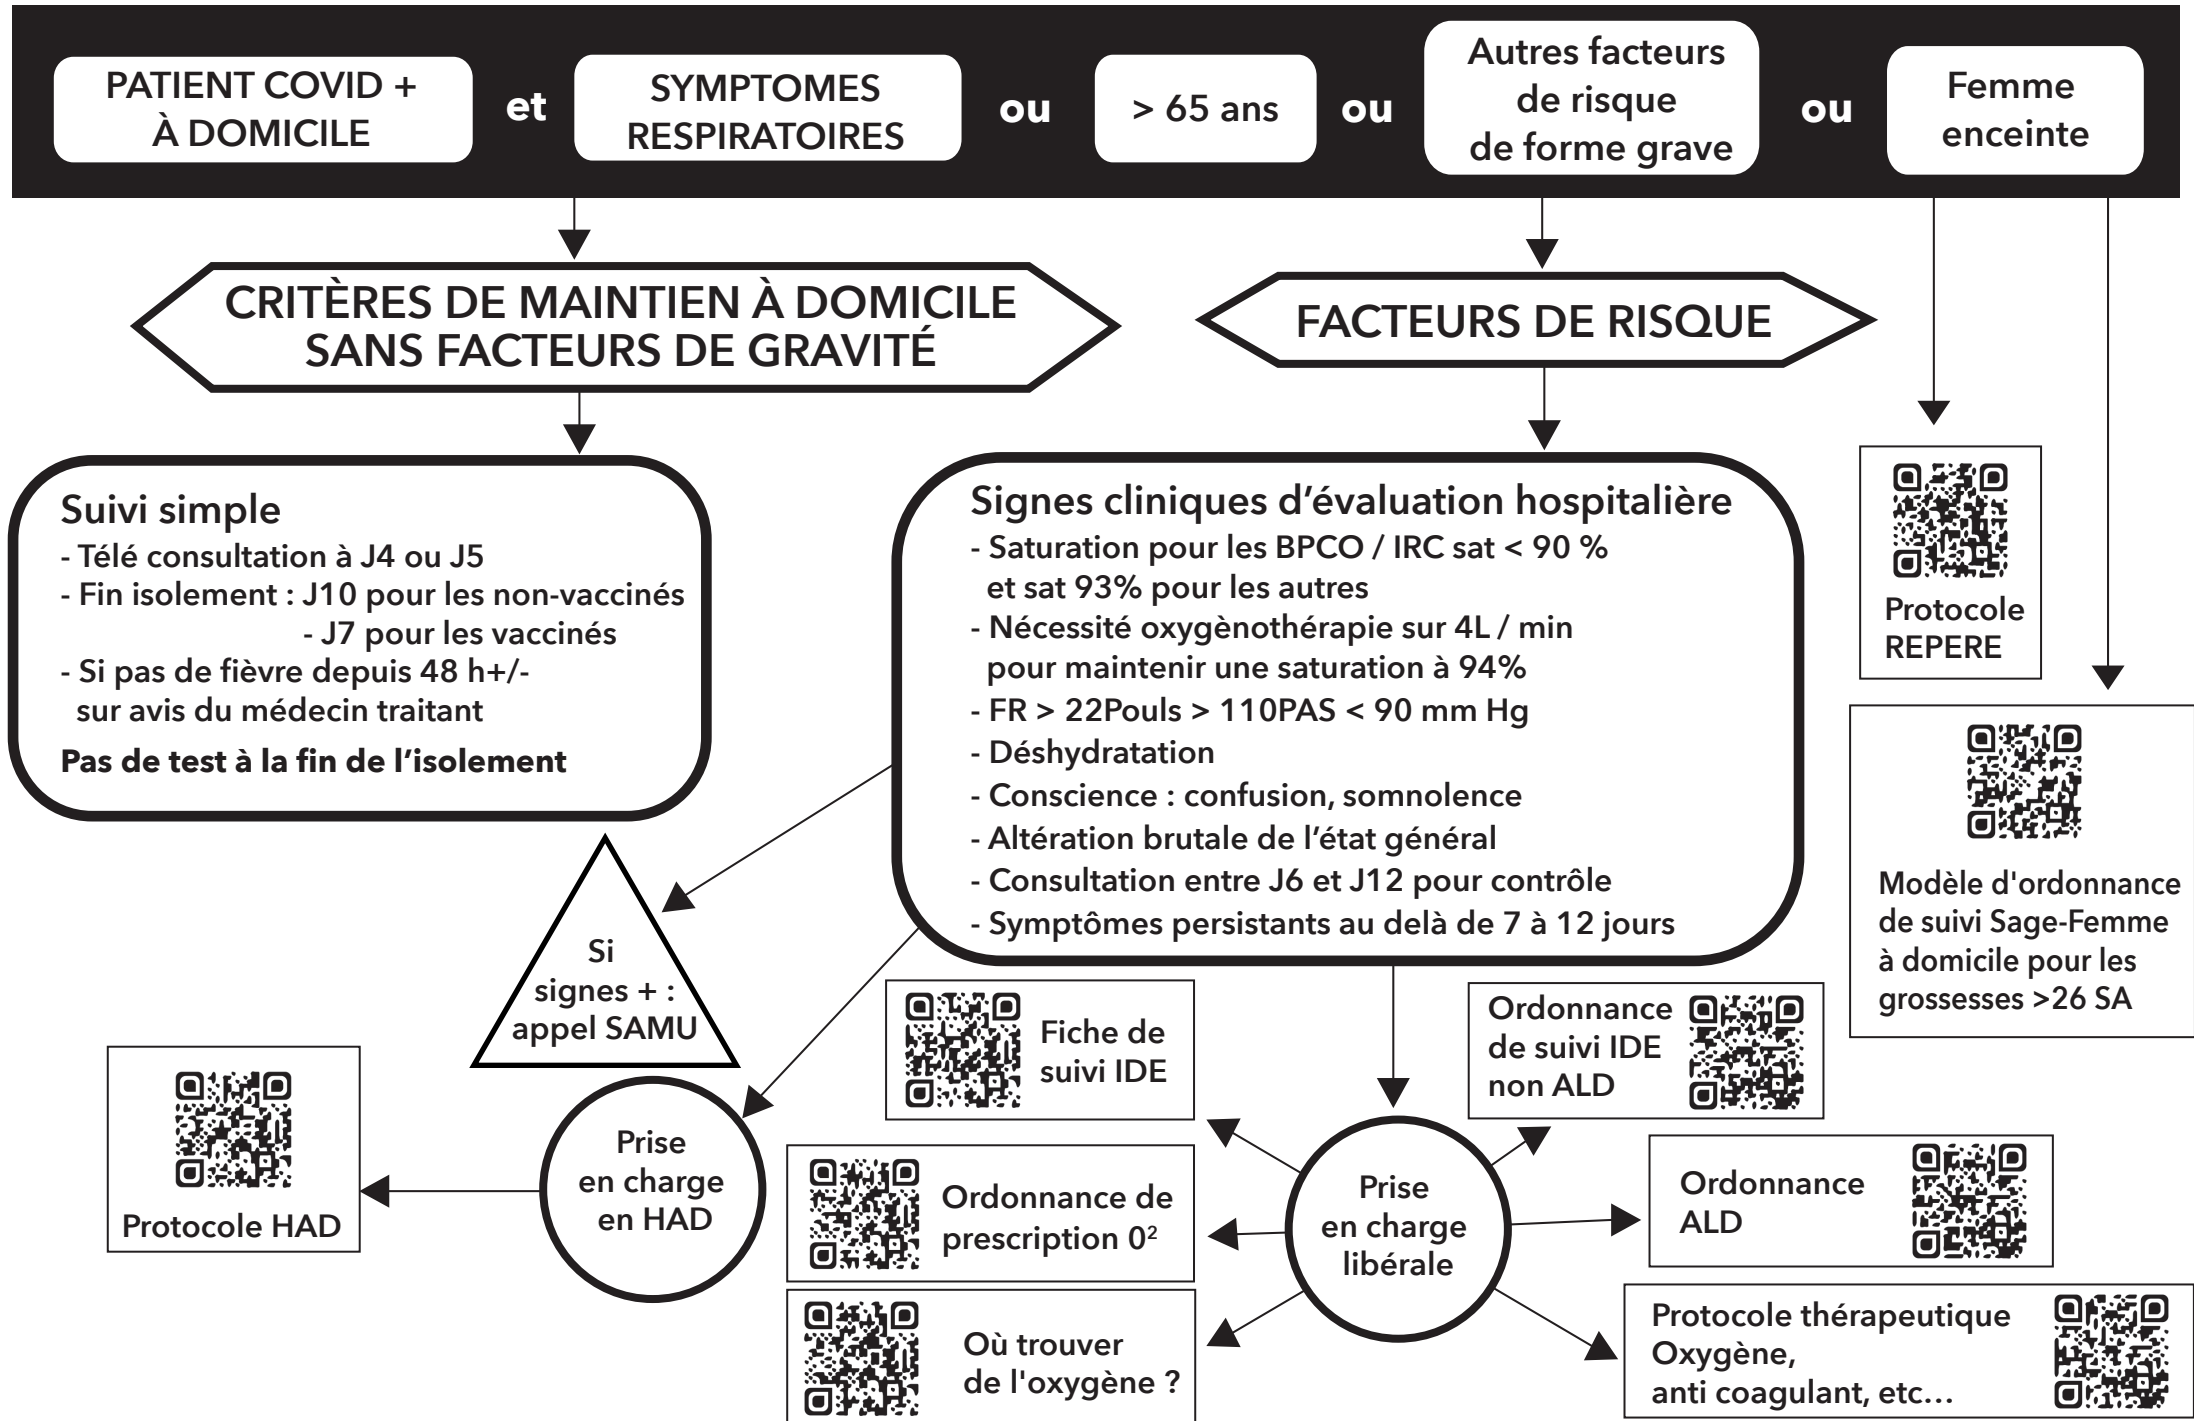 PATIENT COVID +
À DOMICILE
et
SYMPTOMES
RESPIRATOIRES
ou
> 65 ans
ou
Autres facteurs
de risque
de forme grave
ou
Femme
enceinte
CRITÈRES DE MAINTIEN À DOMICILE
SANS FACTEURS DE GRAVITÉ
FACTEURS DE RISQUE
Suivi simple
- Télé consultation à J4 ou J5
- Fin isolement : J10 pour les non-vaccinés
- J7 pour les vaccinés
- Si pas de fièvre depuis 48 h+/-
sur avis du médecin traitant
Pas de test à la fin de l'isolement
Signes cliniques d'évaluation hospitalière
- Saturation pour les BPCO / IRC sat < 90 %
et sat 93% pour les autres
- Nécessité oxygènothérapie sur 4L / min
pour maintenir une saturation à 94%
- FR > 22Pouls > 110PAS < 90 mm Hg
- Déshydratation
- Conscience : confusion, somnolence
- Altération brutale de l'état général
- Consultation entre J6 et J12 pour contrôle
- Symptômes persistants au delà de 7 à 12 jours
Protocole
REPERE
Modèle d'ordonnance
de suivi Sage-Femme
à domicile pour les
grossesses >26 SA
Si
signes + :
appel SAMU
Prise
en charge
en HAD
Protocole HAD
Fiche de
suivi IDE
Ordonnance de
prescription 0²
Où trouver
de l'oxygène ?
Prise
en charge
libérale
Ordonnance
de suivi IDE
non ALD
Ordonnance
ALD
Protocole thérapeutique
Oxygène,
anti coagulant, etc…